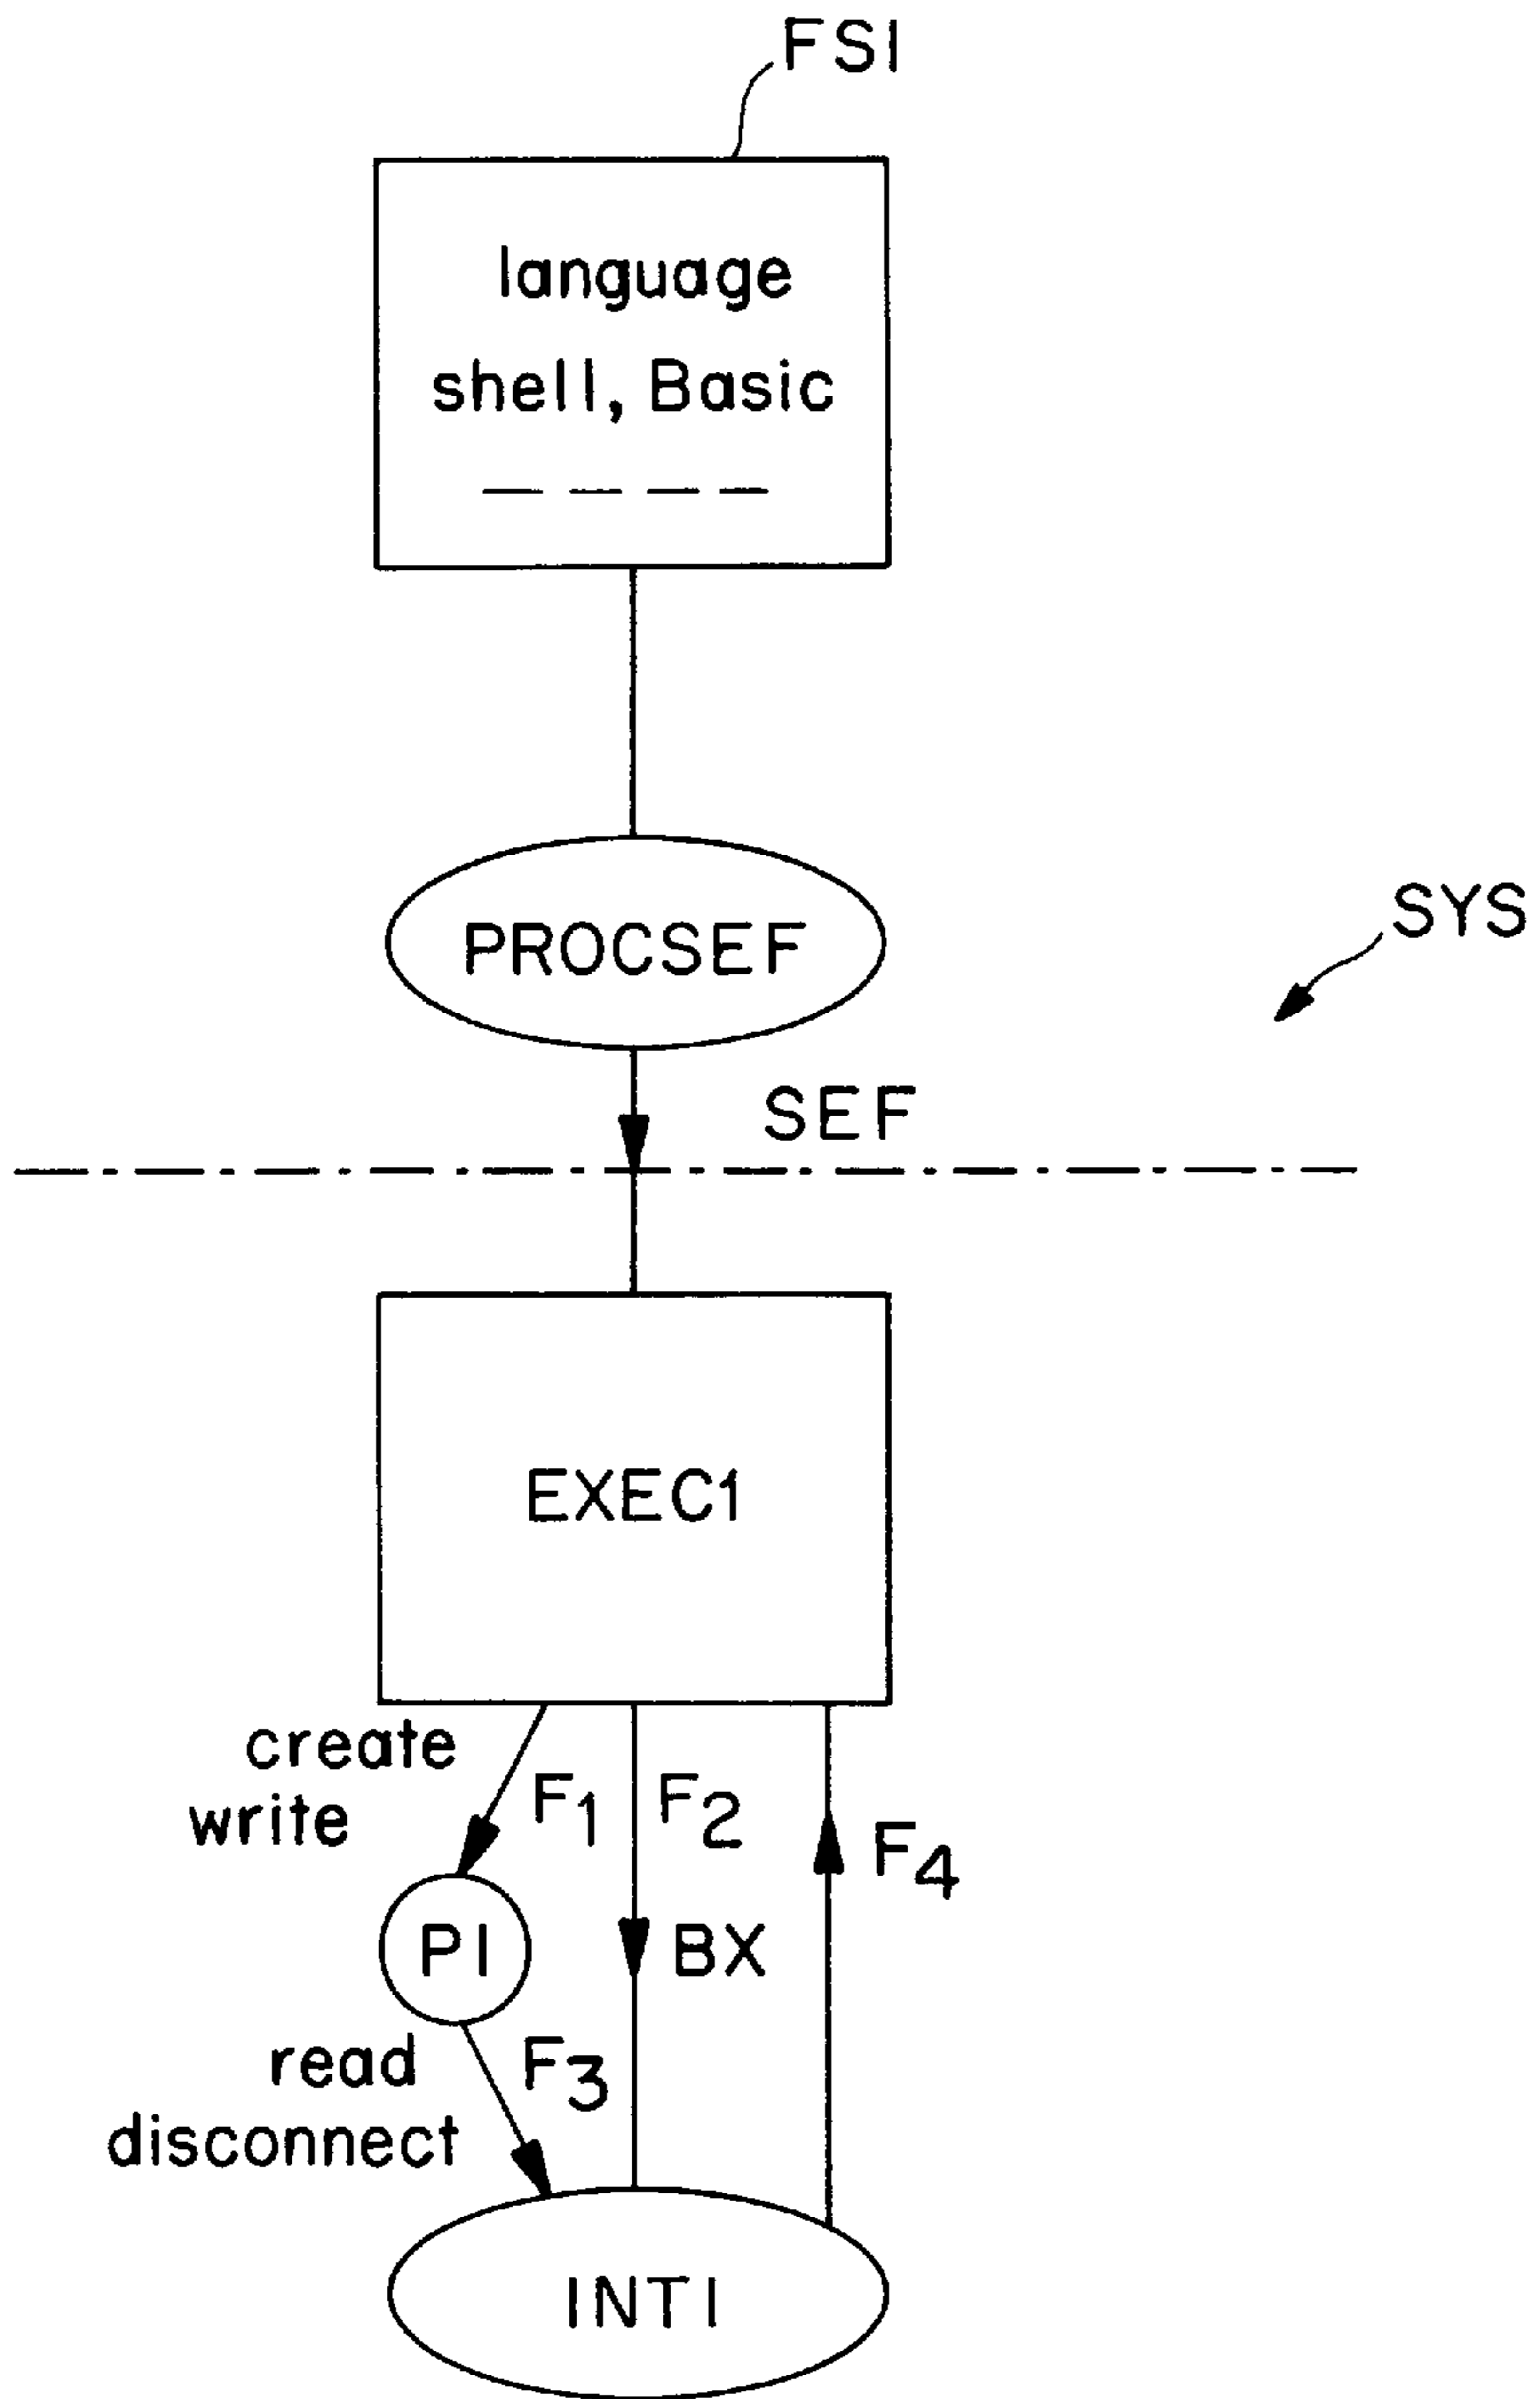 FSI
language
shell, Basic
PROCSEF
SYS
SEF
EXEC1
create
write
F1
F2
F4
PI
BX
read
F3
disconnect
INTI